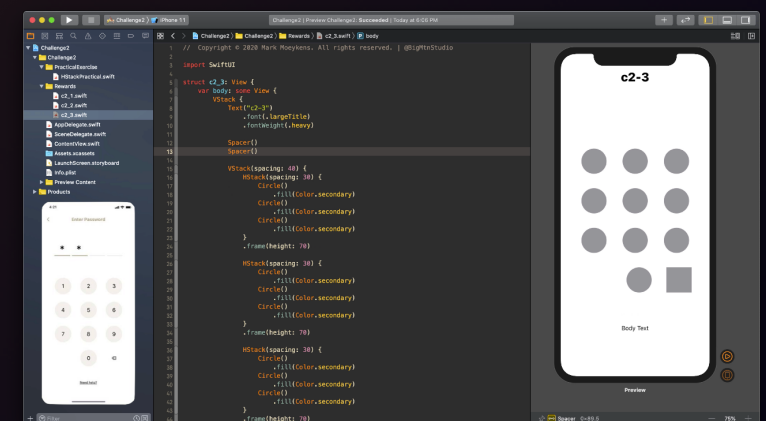 Challenge2 ⟩ iPhone 11
Challenge2 | Preview Challenge2: Succeeded | Today at 6:05 PM
Challenge2
Challenge2
PracticalExercise
HStackPractical.swift
Rewards
c2_1.swift
c2_2.swift
c2_3.swift
AppDelegate.swift
SceneDelegate.swift
ContentView.swift
Assets.xcassets
LaunchScreen.storyboard
Info.plist
Preview Content
Products
Enter Password
* *
1 2 3
4 5 6
7 8 9
0
Filter
Challenge2 ⟩ Challenge2 ⟩ Rewards ⟩ c2_3.swift ⟩ P body
1 // Copyright © 2020 Mark Moeykens. All rights reserved. | @BigMtnStudio
2
3 import SwiftUI
4
5 struct c2_3: View {
6 var body: some View {
7 VStack {
8 Text("c2-3")
9 .font(.largeTitle)
10 .fontWeight(.heavy)
11
12 Spacer()
13 Spacer()
14
15 VStack(spacing: 40) {
16 HStack(spacing: 30) {
17 Circle()
18 .fill(Color.secondary)
19 Circle()
20 .fill(Color.secondary)
21 Circle()
22 .fill(Color.secondary)
23 }
24 .frame(height: 70)
25
26 HStack(spacing: 30) {
27 Circle()
28 .fill(Color.secondary)
29 Circle()
30 .fill(Color.secondary)
31 Circle()
32 .fill(Color.secondary)
33 }
34 .frame(height: 70)
35
36 HStack(spacing: 30) {
37 Circle()
38 .fill(Color.secondary)
39 Circle()
40 .fill(Color.secondary)
41 Circle()
42 .fill(Color.secondary)
43 }
44 .frame(height: 70)
c2-3
Body Text
Preview
Spacer 0×89.5
75%